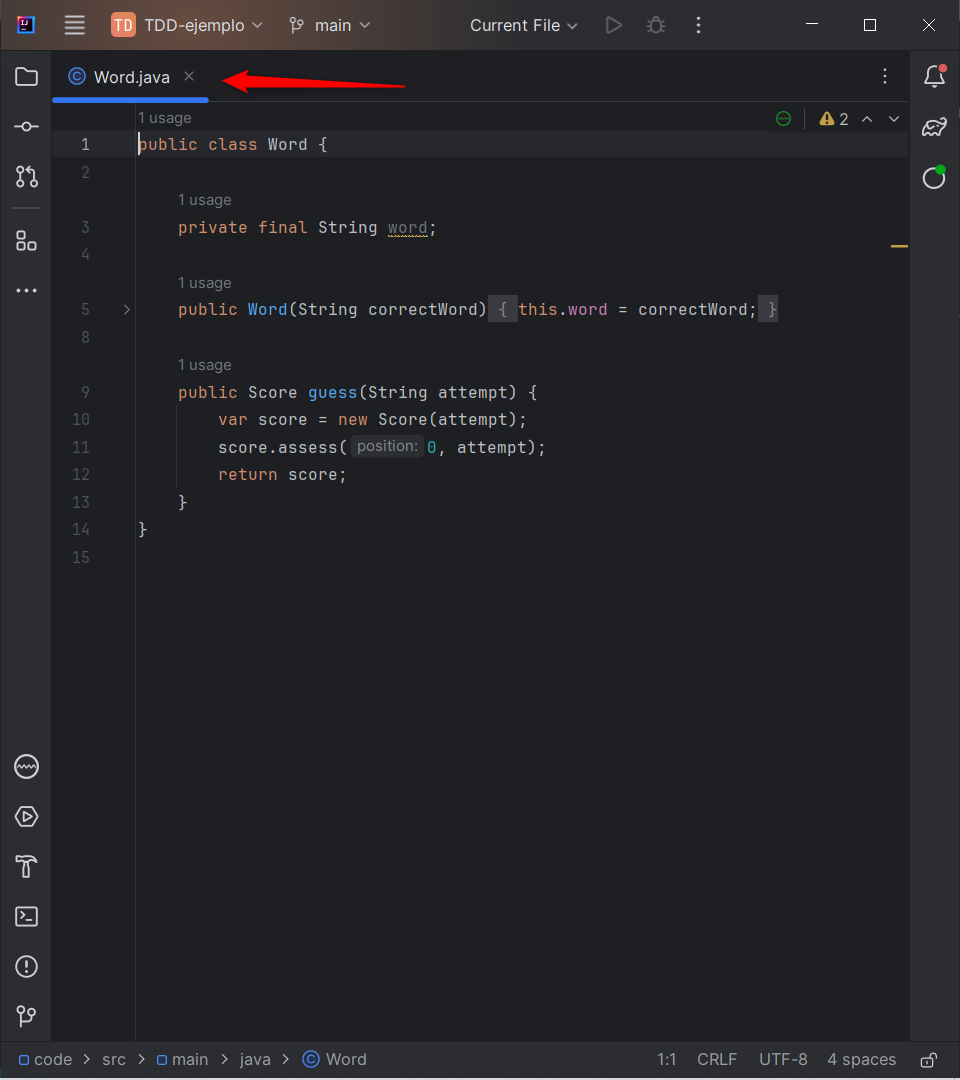 TD TDD-ejemplo main Current File
Word.java
1 usage
2
1 public class Word {
2
1 usage
3 private final String word;
4
1 usage
5 public Word(String correctWord) { this.word = correctWord; }
8
1 usage
9 public Score guess(String attempt) {
10 var score = new Score(attempt);
11 score.assess( position: 0, attempt);
12 return score;
13 }
14 }
15
code > src > main > java > Word 1:1 CRLF UTF-8 4 spaces